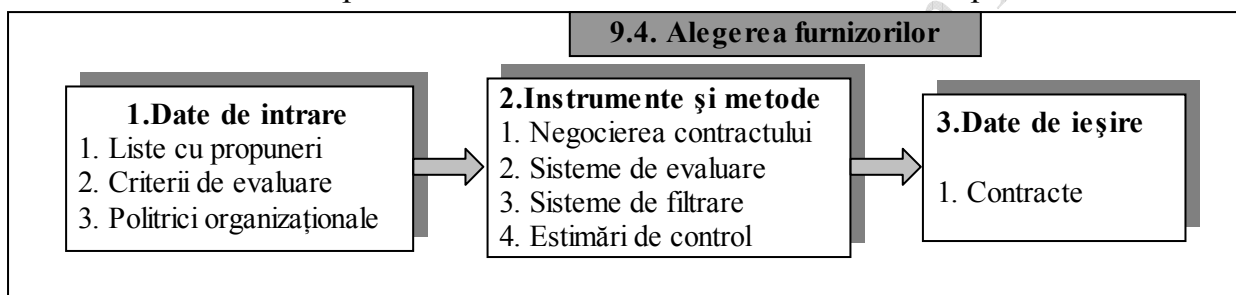 9.4. Alegerea furnizorilor
1.Date de intrare
1. Liste cu propuneri
2. Criterii de evaluare
3. Politrici organizaționale
2.Instrumente şi metode
1. Negocierea contractului
2. Sisteme de evaluare
3. Sisteme de filtrare
4. Estimări de control
3.Date de ieşire
1. Contracte